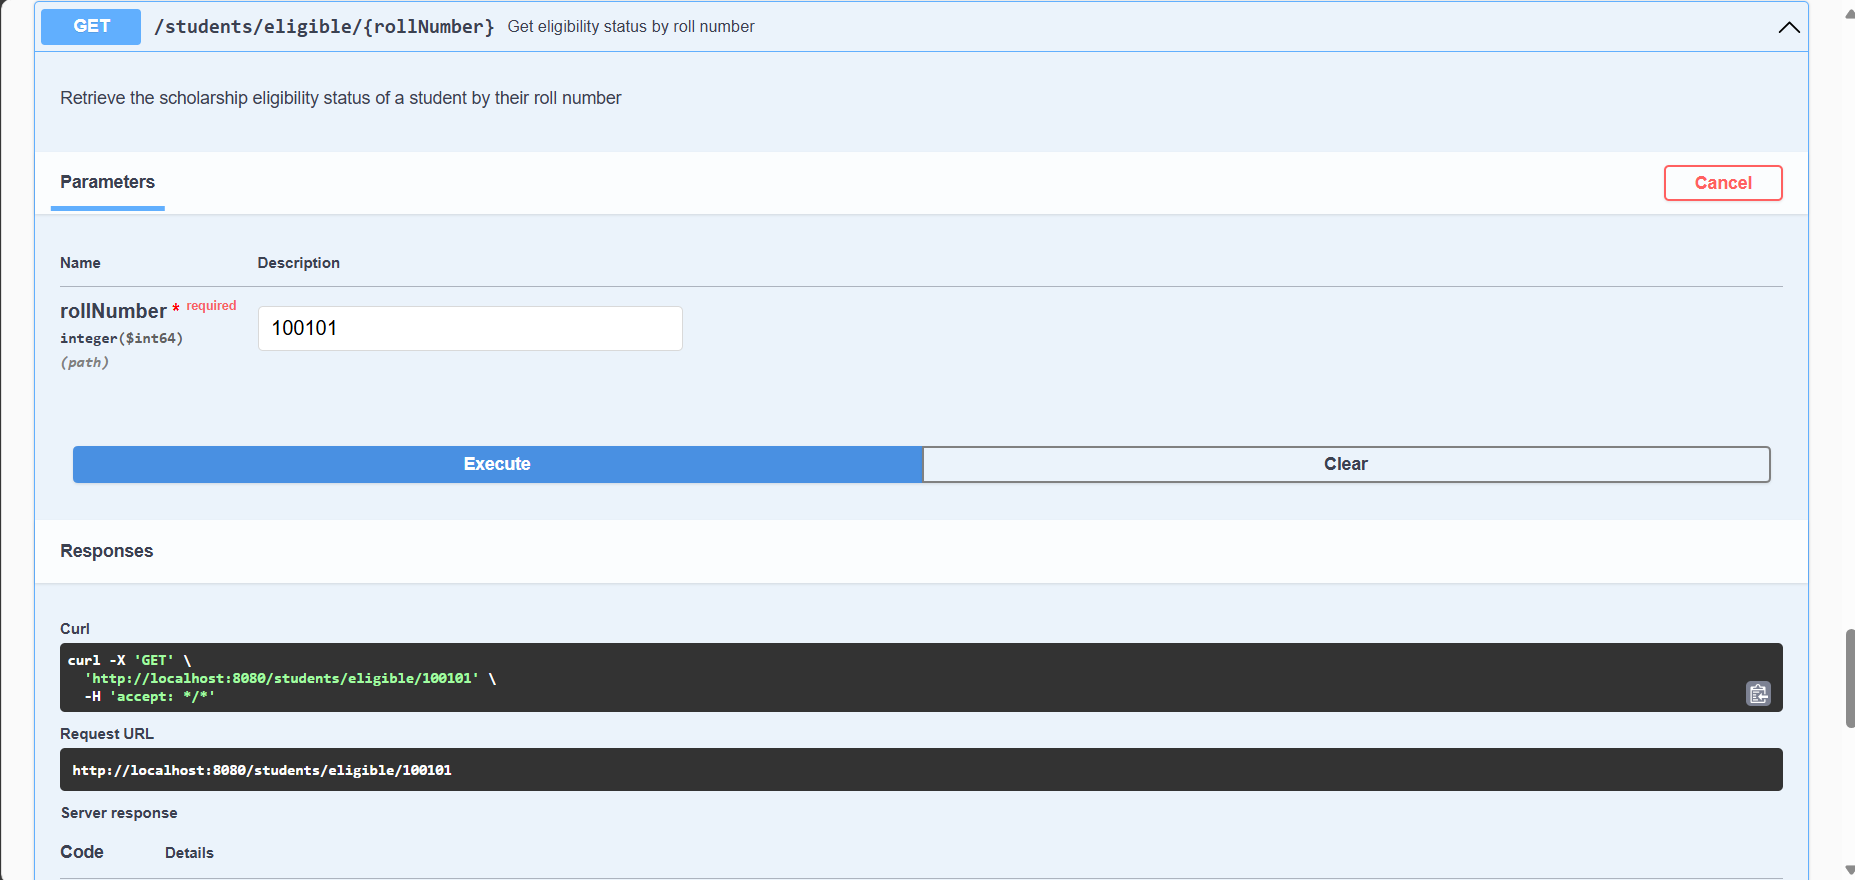 GET /students/eligible/{rollNumber} Get eligibility status by roll number
Retrieve the scholarship eligibility status of a student by their roll number
Parameters
Cancel
Name Description
rollNumber * required
integer($int64)
(path)
100101
Execute Clear
Responses
Curl
curl -X 'GET' \
'http://localhost:8080/students/eligible/100101' \
-H 'accept: */*'
Request URL
http://localhost:8080/students/eligible/100101
Server response
Code Details